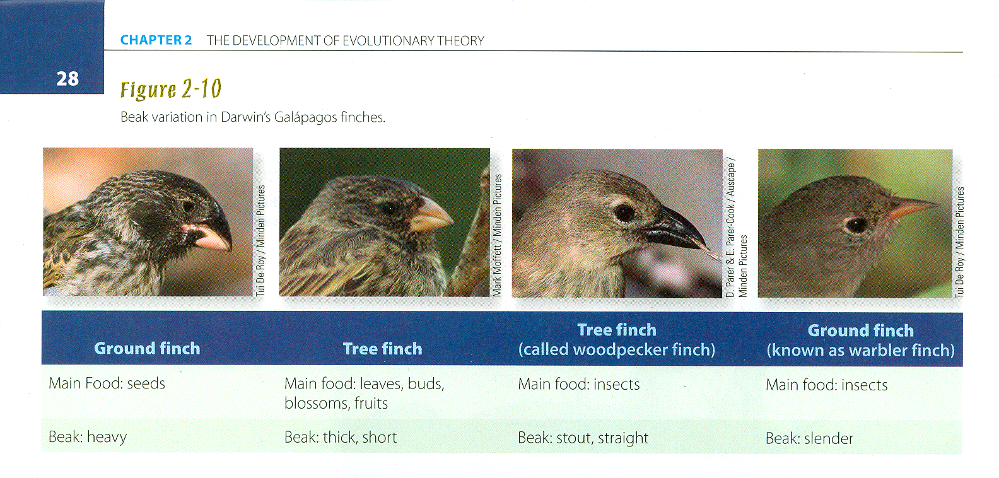 CHAPTER 2 THE DEVELOPMENT OF EVOLUTIONARY THEORY
28
Figure 2-10
Beak variation in Darwin's Galápagos finches.
Tui De Roy / Minden Pictures
Mark Moffett / Minden Pictures
D. Parer & E. Parer-Cook / Auscape /
Minden Pictures
Tui De Roy / Minden Pictures
Ground finch
Main Food: seeds
Beak: heavy
Tree finch
Main food: leaves, buds,
blossoms, fruits
Beak: thick, short
Tree finch
(called woodpecker finch)
Main food: insects
Beak: stout, straight
Ground finch
(known as warbler finch)
Main food: insects
Beak: slender